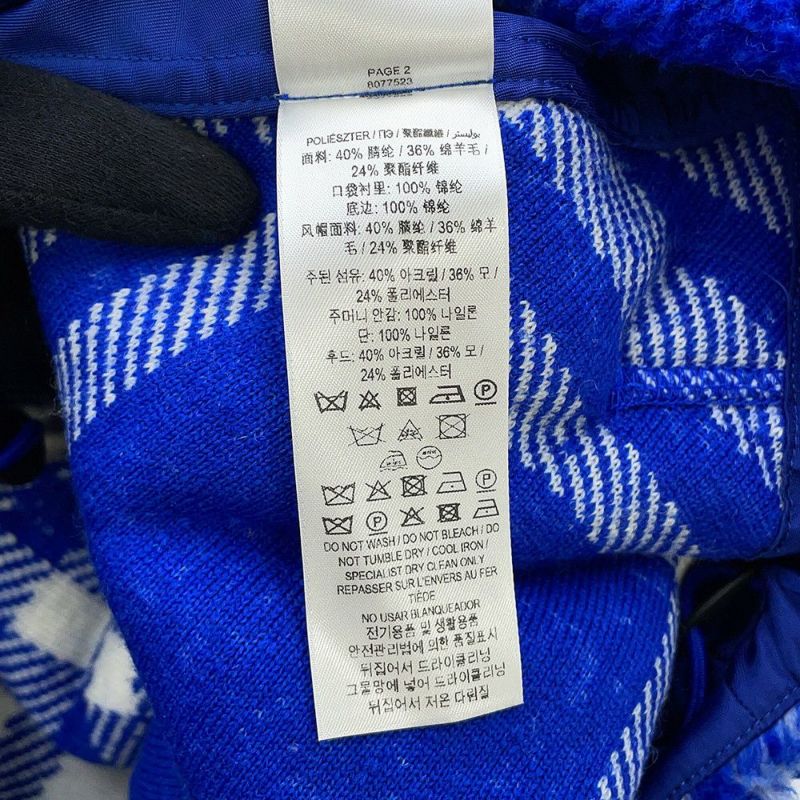 PAGE 2
8077523
POLIÉSZTER / ПЭ / 聚酯纤维 / بوليستر
面料: 40% 腈纶 / 36% 绵羊毛 /
24% 聚酯纤维
口袋衬里: 100% 锦纶
底边: 100% 锦纶
风帽面料: 40% 腈纶 / 36% 绵羊
毛 / 24% 聚酯纤维
주된 섬유: 40% 아크릴 / 36% 모 /
24% 폴리에스터
주머니 안감: 100% 나일론
단: 100% 나일론
후드: 40% 아크릴 / 36% 모 /
24% 폴리에스터
DO NOT WASH / DO NOT BLEACH / DO
NOT TUMBLE DRY / COOL IRON /
SPECIALIST DRY CLEAN ONLY
REPASSER SUR L'ENVERS AU FER
TIÈDE
NO USAR BLANQUEADOR
전기용품 및 생활용품
안전관리법에 의한 품질표시
뒤집어서 드라이클리닝
그물망에 넣어 드라이클리닝
뒤집어서 저온 다림질